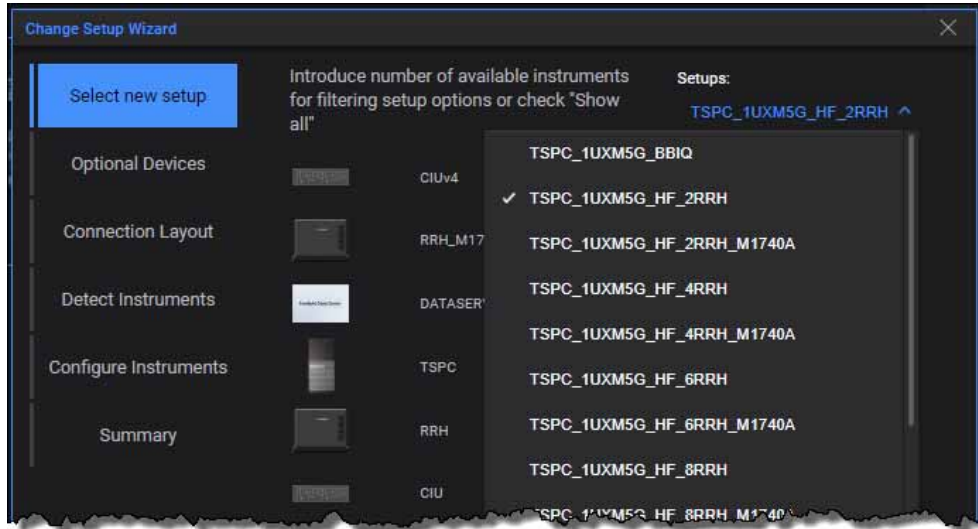 Change Setup Wizard
Select new setup
Optional Devices
Connection Layout
Detect Instruments
Configure Instruments
Summary
Introduce number of available instruments
for filtering setup options or check "Show
all"
CIUv4
RRH_M17
DATASER
TSPC
RRH
CIU
Setups:
TSPC_1UXM5G_HF_2RRH
TSPC_1UXM5G_BBIQ
TSPC_1UXM5G_HF_2RRH
TSPC_1UXM5G_HF_2RRH_M1740A
TSPC_1UXM5G_HF_4RRH
TSPC_1UXM5G_HF_4RRH_M1740A
TSPC_1UXM5G_HF_6RRH
TSPC_1UXM5G_HF_6RRH_M1740A
TSPC_1UXM5G_HF_8RRH
TSPC_1UXM5G_HF_8RRH_M1740A